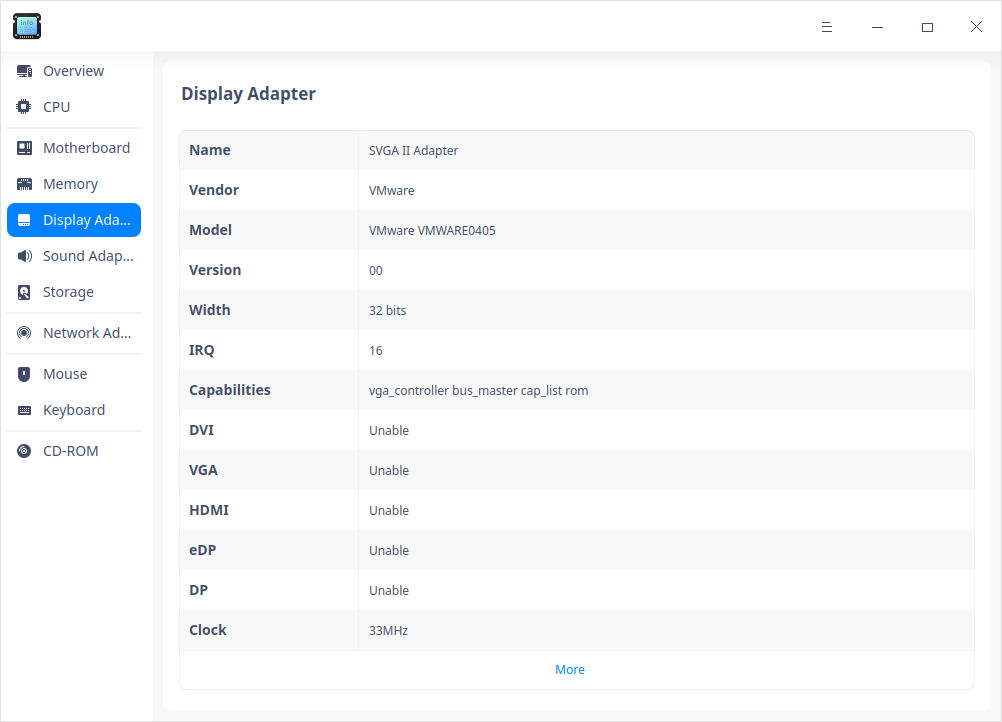 info
Overview
CPU
Motherboard
Memory
Display Ada...
Sound Adap...
Storage
Network Ad...
Mouse
Keyboard
CD-ROM
Display Adapter
Name SVGA II Adapter
Vendor VMware
Model VMware VMWARE0405
Version 00
Width 32 bits
IRQ 16
Capabilities vga_controller bus_master cap_list rom
DVI Unable
VGA Unable
HDMI Unable
eDP Unable
DP Unable
Clock 33MHz
More